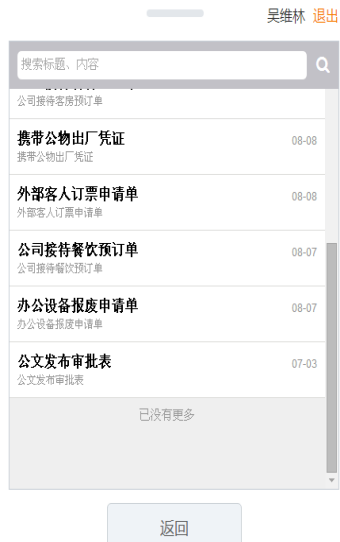 吴维林 退出
搜索标题、内容
公司接待客房预订单
携带公物出厂凭证 08-08
携带公物出厂凭证
外部客人订票申请单 08-08
外部客人订票申请单
公司接待餐饮预订单 08-07
公司接待餐饮预订单
办公设备报废申请单 08-07
办公设备报废申请单
公文发布审批表 07-03
公文发布审批表
已没有更多
返回